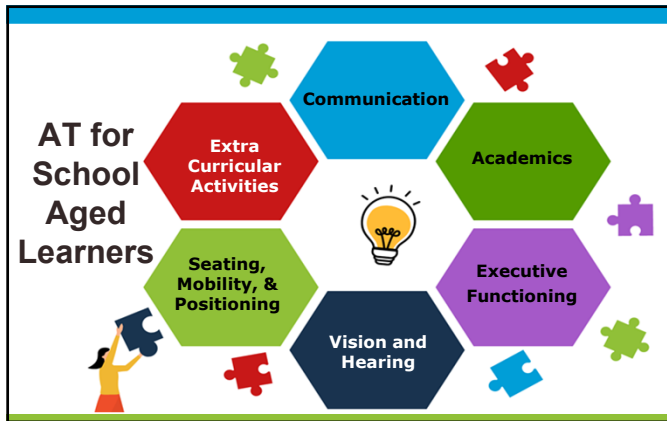 AT for
School
Aged
Learners
Communication
Academics
Executive
Functioning
Vision and
Hearing
Seating,
Mobility, &
Positioning
Extra
Curricular
Activities